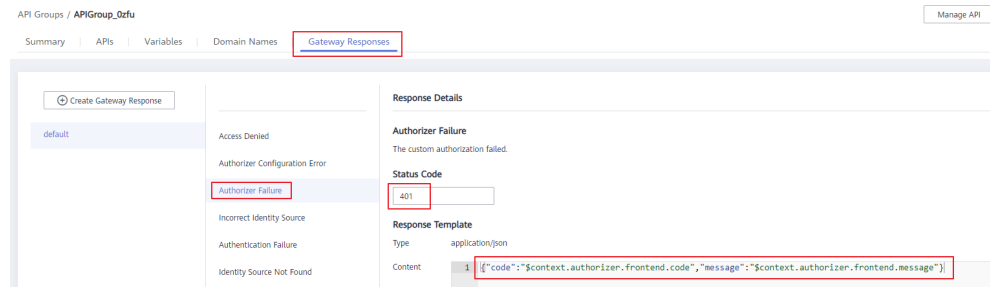 API Groups / APIGroup_0zfu
Manage API
Summary APIs Variables Domain Names Gateway Responses
Create Gateway Response
default
Access Denied
Authorizer Configuration Error
Authorizer Failure
Incorrect Identity Source
Authentication Failure
Identity Source Not Found
Response Details
Authorizer Failure
The custom authorization failed.
Status Code
401
Response Template
Type application/json
Content 1 {"code":"$context.authorizer.frontend.code","message":"$context.authorizer.frontend.message"}